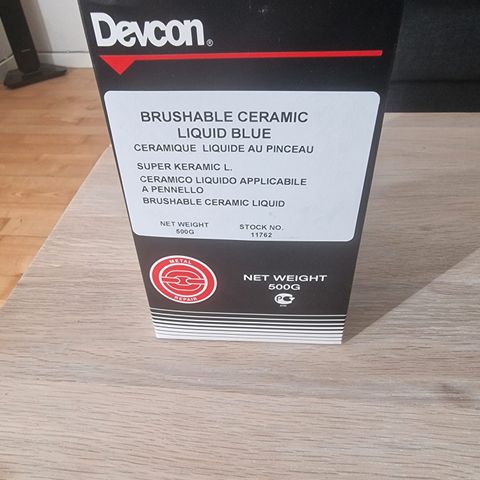 Devcon®
BRUSHABLE CERAMIC
LIQUID BLUE
CERAMIQUE LIQUIDE AU PINCEAU
SUPER KERAMIC L.
CERAMICO LIQUIDO APPLICABILE
A PENNELLO
BRUSHABLE CERAMIC LIQUID
NET WEIGHT
500G
STOCK NO.
11762
METAL
REPAIR
NET WEIGHT
500G